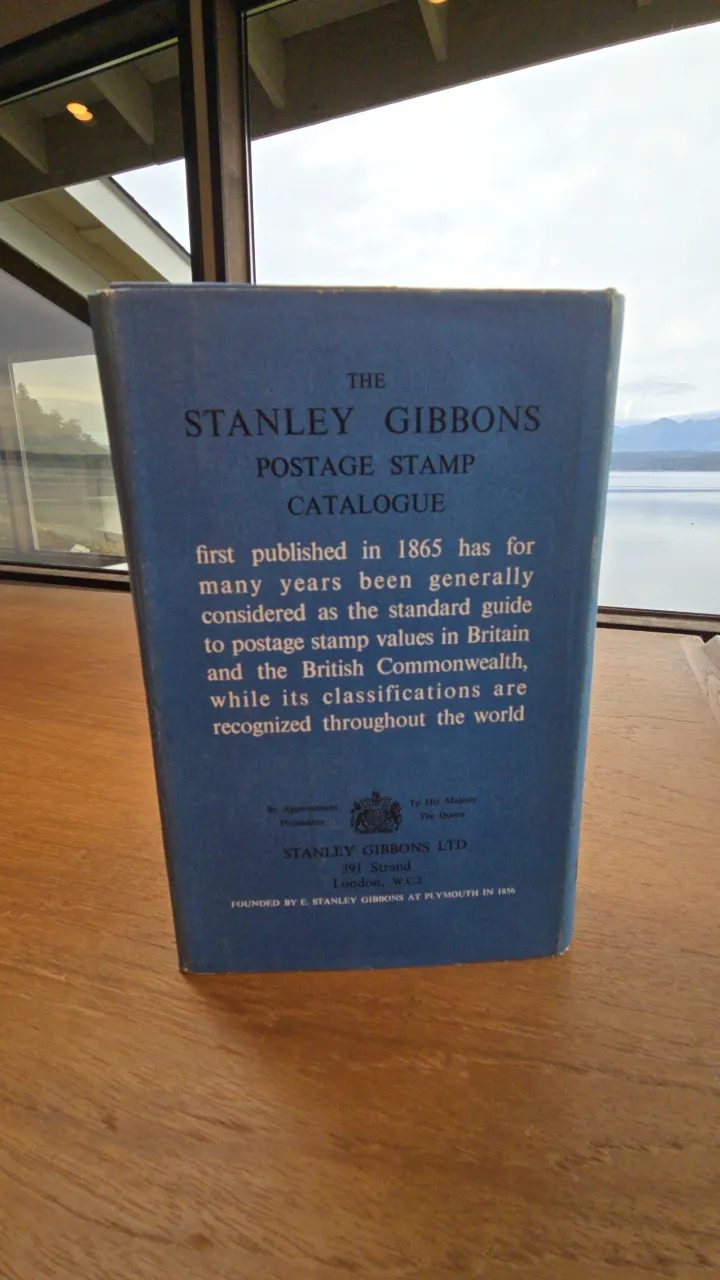 THE
STANLEY GIBBONS
POSTAGE STAMP
CATALOGUE
first published in 1865 has for
many years been generally
considered as the standard guide
to postage stamp values in Britain
and the British Commonwealth,
while its classifications are
recognized throughout the world
By Appointment To Her Majesty
Philatelists The Queen
STANLEY GIBBONS LTD
391 Strand
London, W C 2
FOUNDED BY E. STANLEY GIBBONS AT PLYMOUTH IN 1856